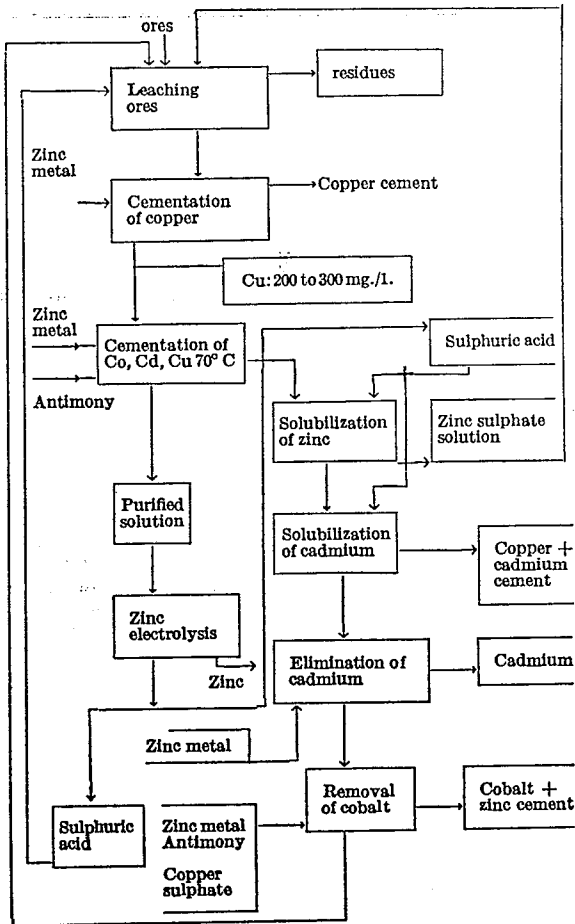 ores
Leaching
ores
residues
Zinc
metal
Cementation
of copper
Copper cement
Cu: 200 to 300 mg./l.
Zinc
metal
Antimony
Cementation of
Co, Cd, Cu 70° C
Sulphuric acid
Solubilization
of zinc
Zinc sulphate
solution
Purified
solution
Solubilization
of cadmium
Copper +
cadmium
cement
Zinc
electrolysis
Zinc
Elimination of
cadmium
Cadmium
Zinc metal
Removal
of cobalt
Cobalt +
zinc cement
Sulphuric
acid
Zinc metal
Antimony
Copper
sulphate